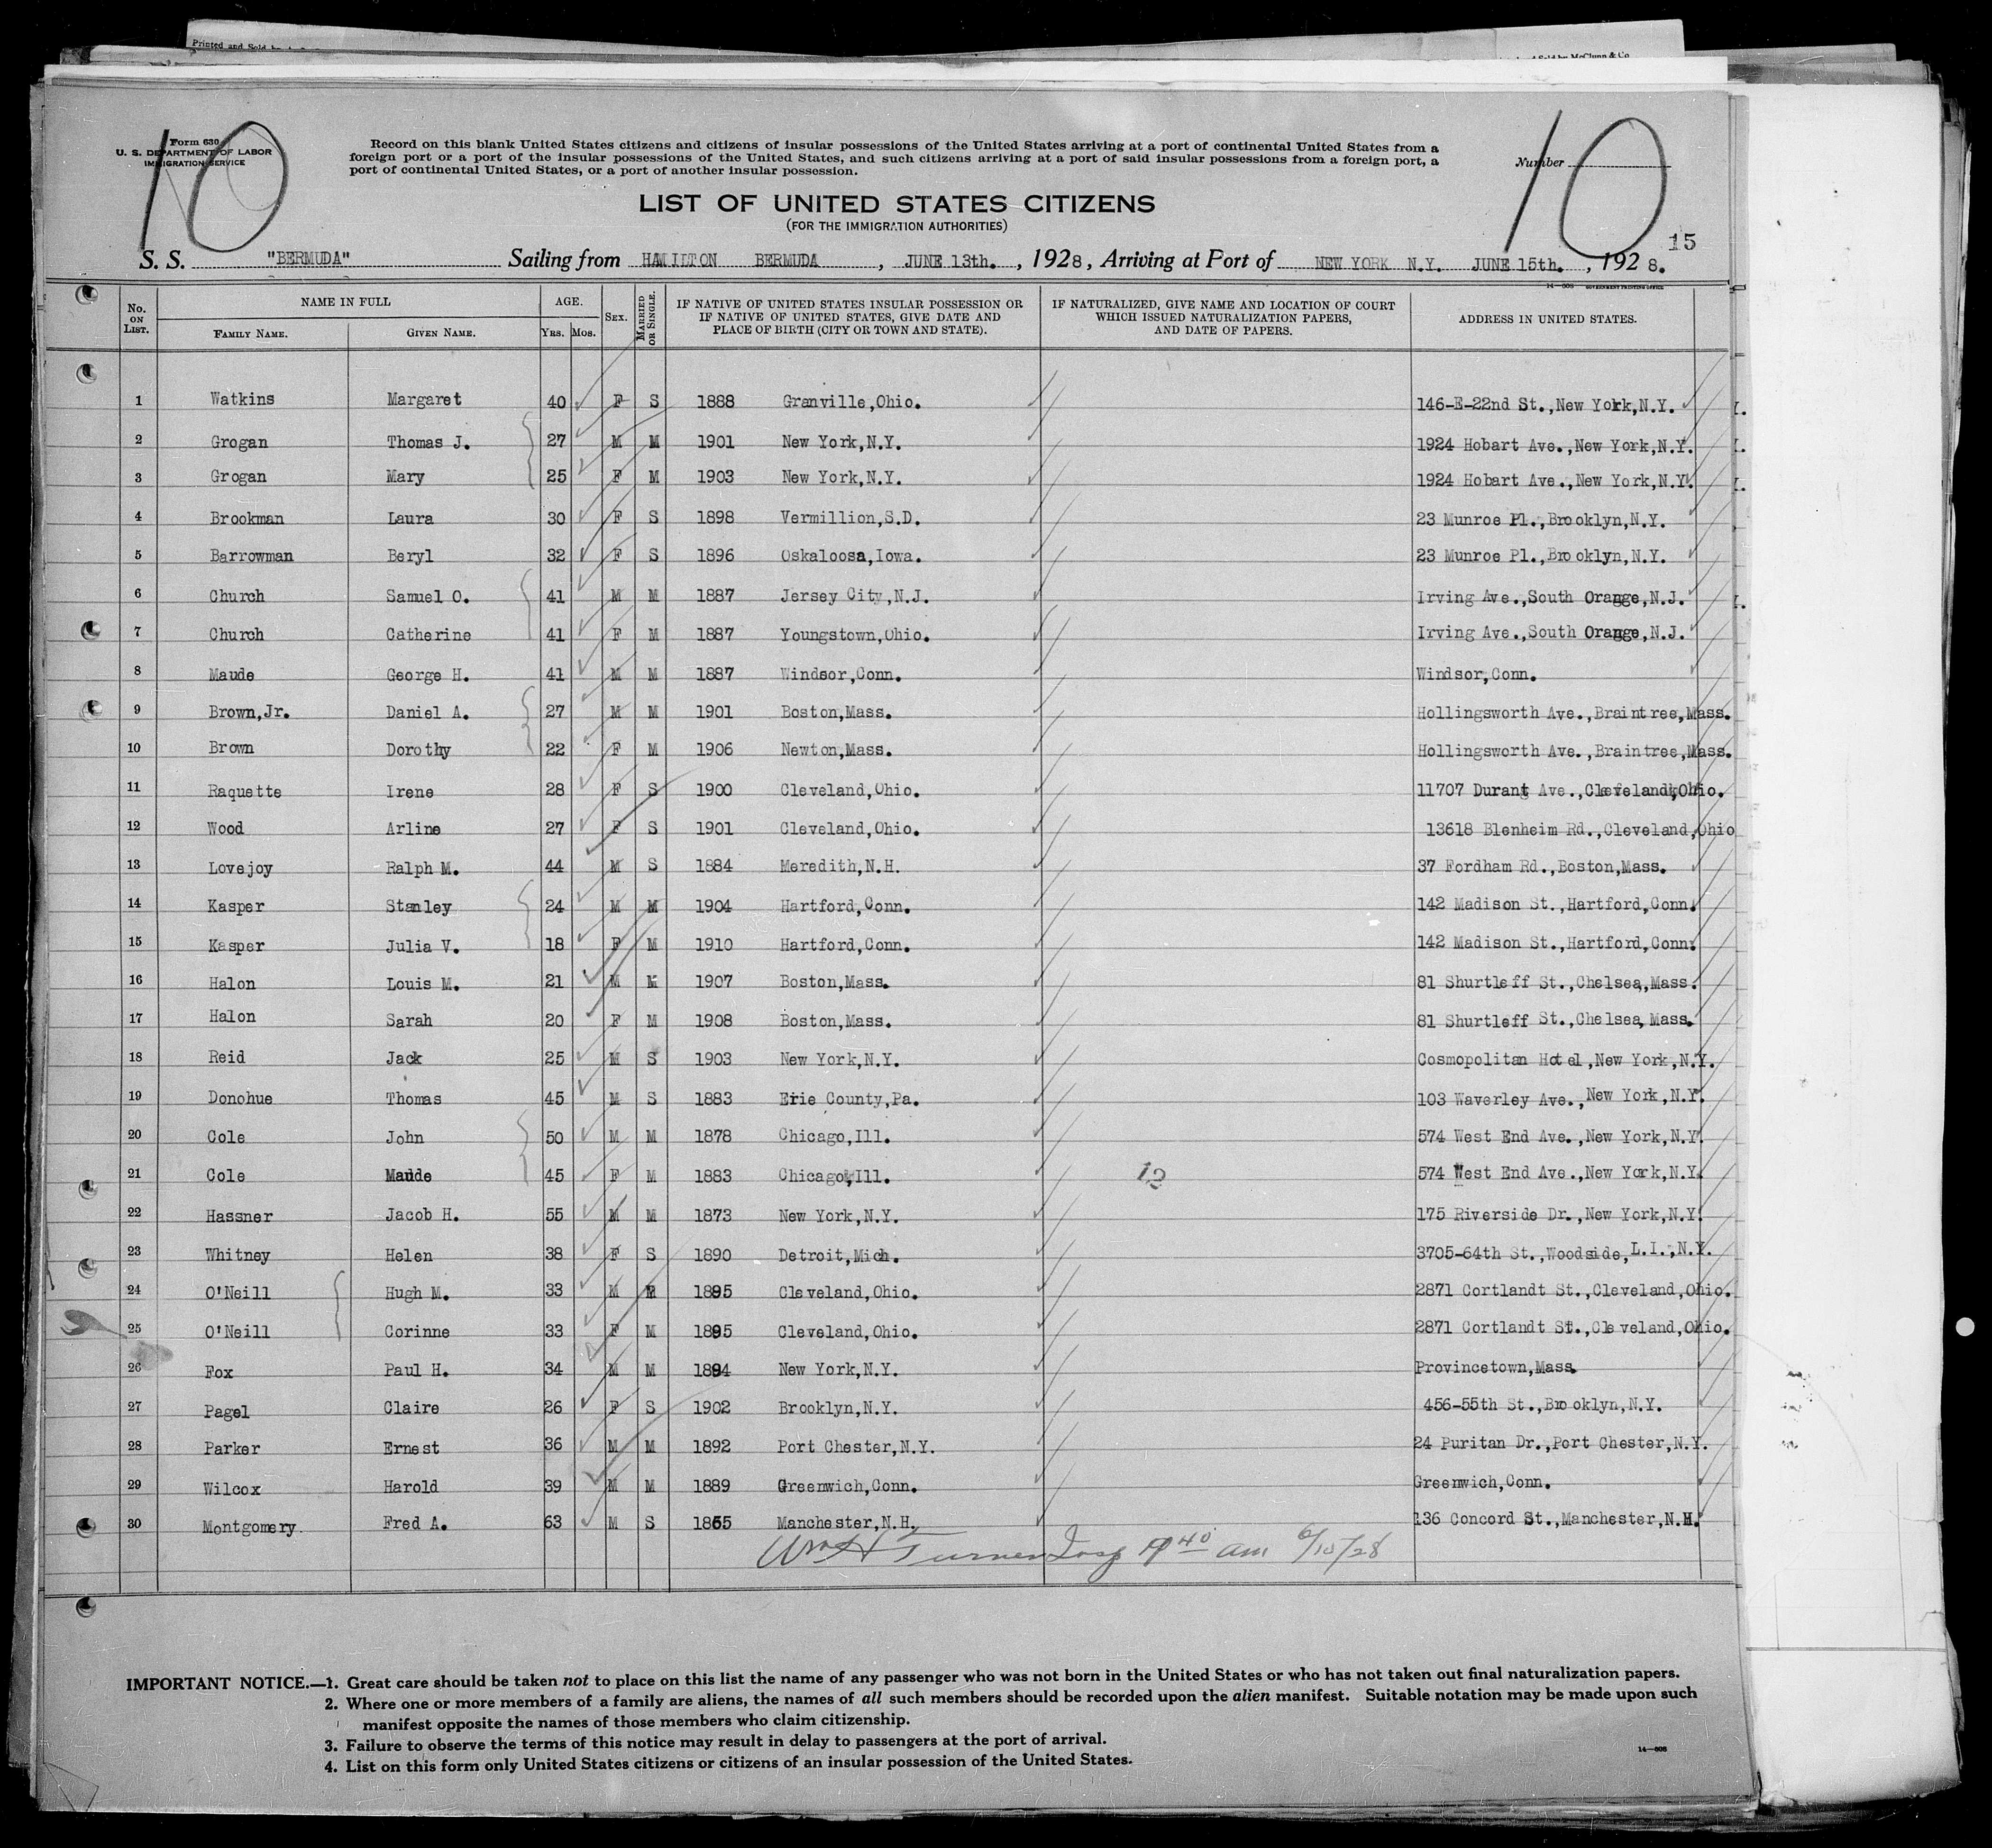 Printed and Sold by
10
Form 630
U. S. DEPARTMENT OF LABOR
IMMIGRATION SERVICE
Record on this blank United States citizens and citizens of insular possessions of the United States arriving at a port of continental United States from a
foreign port or a port of the insular possessions of the United States, and such citizens arriving at a port of said insular possessions from a foreign port, a
port of continental United States, or a port of another insular possession.
Number
10
LIST OF UNITED STATES CITIZENS
(FOR THE IMMIGRATION AUTHORITIES)
15
S. S. "BERMUDA" Sailing from HAMILTON BERMUDA, JUNE 13th., 1928, Arriving at Port of NEW YORK N.Y. JUNE 15th., 1928.
No. ON LIST. NAME IN FULL FAMILY NAME. GIVEN NAME. AGE. YRS. MOS. SEX. MARRIED OR SINGLE. IF NATIVE OF UNITED STATES INSULAR POSSESSION OR IF NATIVE OF UNITED STATES, GIVE DATE AND PLACE OF BIRTH (CITY OR TOWN AND STATE). IF NATURALIZED, GIVE NAME AND LOCATION OF COURT WHICH ISSUED NATURALIZATION PAPERS, AND DATE OF PAPERS. ADDRESS IN UNITED STATES.
1 Watkins Margaret 40 F S 1888 Granville,Ohio. 146-E-22nd St.,New York,N.Y.
2 Grogan Thomas J. 27 M M 1901 New York,N.Y. 1924 Hobart Ave.,New York,N.Y.
3 Grogan Mary 25 F M 1903 New York,N.Y. 1924 Hobart Ave.,New York,N.Y.
4 Brookman Laura 30 F S 1898 Vermillion,S.D. 23 Munroe Pl.,Brooklyn,N.Y.
5 Barrowman Beryl 32 F S 1896 Oskaloosa,Iowa. 23 Munroe Pl.,Brooklyn,N.Y.
6 Church Samuel O. 41 M M 1887 Jersey City,N.J. Irving Ave.,South Orange,N.J.
7 Church Catherine 41 F M 1887 Youngstown,Ohio. Irving Ave.,South Orange,N.J.
8 Maude George H. 41 M M 1887 Windsor,Conn. Windsor,Conn.
9 Brown,Jr. Daniel A. 27 M M 1901 Boston,Mass. Hollingsworth Ave.,Braintree,Mass.
10 Brown Dorothy 22 F M 1906 Newton,Mass. Hollingsworth Ave.,Braintree,Mass.
11 Raquette Irene 28 F S 1900 Cleveland,Ohio. 11707 Durant Ave.,Cleveland,Ohio.
12 Wood Arline 27 F S 1901 Cleveland,Ohio. 13618 Blenheim Rd.,Cleveland,Ohio
13 Lovejoy Ralph M. 44 M S 1884 Meredith,N.H. 37 Fordham Rd.,Boston,Mass.
14 Kasper Stanley 24 M M 1904 Hartford,Conn. 142 Madison St.,Hartford,Conn.
15 Kasper Julia V. 18 F M 1910 Hartford,Conn. 142 Madison St.,Hartford,Conn.
16 Halon Louis M. 21 M M 1907 Boston,Mass. 81 Shurtleff St.,Chelsea,Mass.
17 Halon Sarah 20 F M 1908 Boston,Mass. 81 Shurtleff St.,Chelsea,Mass.
18 Reid Jack 25 M S 1903 New York,N.Y. Cosmopolitan Hotel,New York,N.Y.
19 Donohue Thomas 45 M S 1883 Erie County,Pa. 103 Waverley Ave.,New York,N.Y.
20 Cole John 50 M M 1878 Chicago,Ill. 574 West End Ave.,New York,N.Y.
21 Cole Maude 45 F M 1883 Chicago,Ill. 12 574 West End Ave.,New York,N.Y.
22 Hassner Jacob H. 55 M M 1873 New York,N.Y. 175 Riverside Dr.,New York,N.Y.
23 Whitney Helen 38 F S 1890 Detroit,Mich. 3705-64th St.,Woodside,L.I.,N.Y.
24 O'Neill Hugh M. 33 M M 1895 Cleveland,Ohio. 2871 Cortlandt St.,Cleveland,Ohio.
25 O'Neill Corinne 33 F M 1895 Cleveland,Ohio. 2871 Cortlandt St.,Cleveland,Ohio.
26 Fox Paul H. 34 M M 1894 New York,N.Y. Provincetown,Mass.
27 Pagel Claire 26 F S 1902 Brooklyn,N.Y. 456-55th St.,Brooklyn,N.Y.
28 Parker Ernest 36 M M 1892 Port Chester,N.Y. 24 Puritan Dr.,Port Chester,N.Y.
29 Wilcox Harold 39 M M 1889 Greenwich,Conn. Greenwich,Conn.
30 Montgomery Fred A. 63 M S 1865 Manchester,N.H. 136 Concord St.,Manchester,N.H.
Wm H Turner Insp 9 40 am 6/15/28
IMPORTANT NOTICE.—1. Great care should be taken not to place on this list the name of any passenger who was not born in the United States or who has not taken out final naturalization papers.
2. Where one or more members of a family are aliens, the names of all such members should be recorded upon the alien manifest. Suitable notation may be made upon such
manifest opposite the names of those members who claim citizenship.
3. Failure to observe the terms of this notice may result in delay to passengers at the port of arrival.
4. List on this form only United States citizens or citizens of an insular possession of the United States.